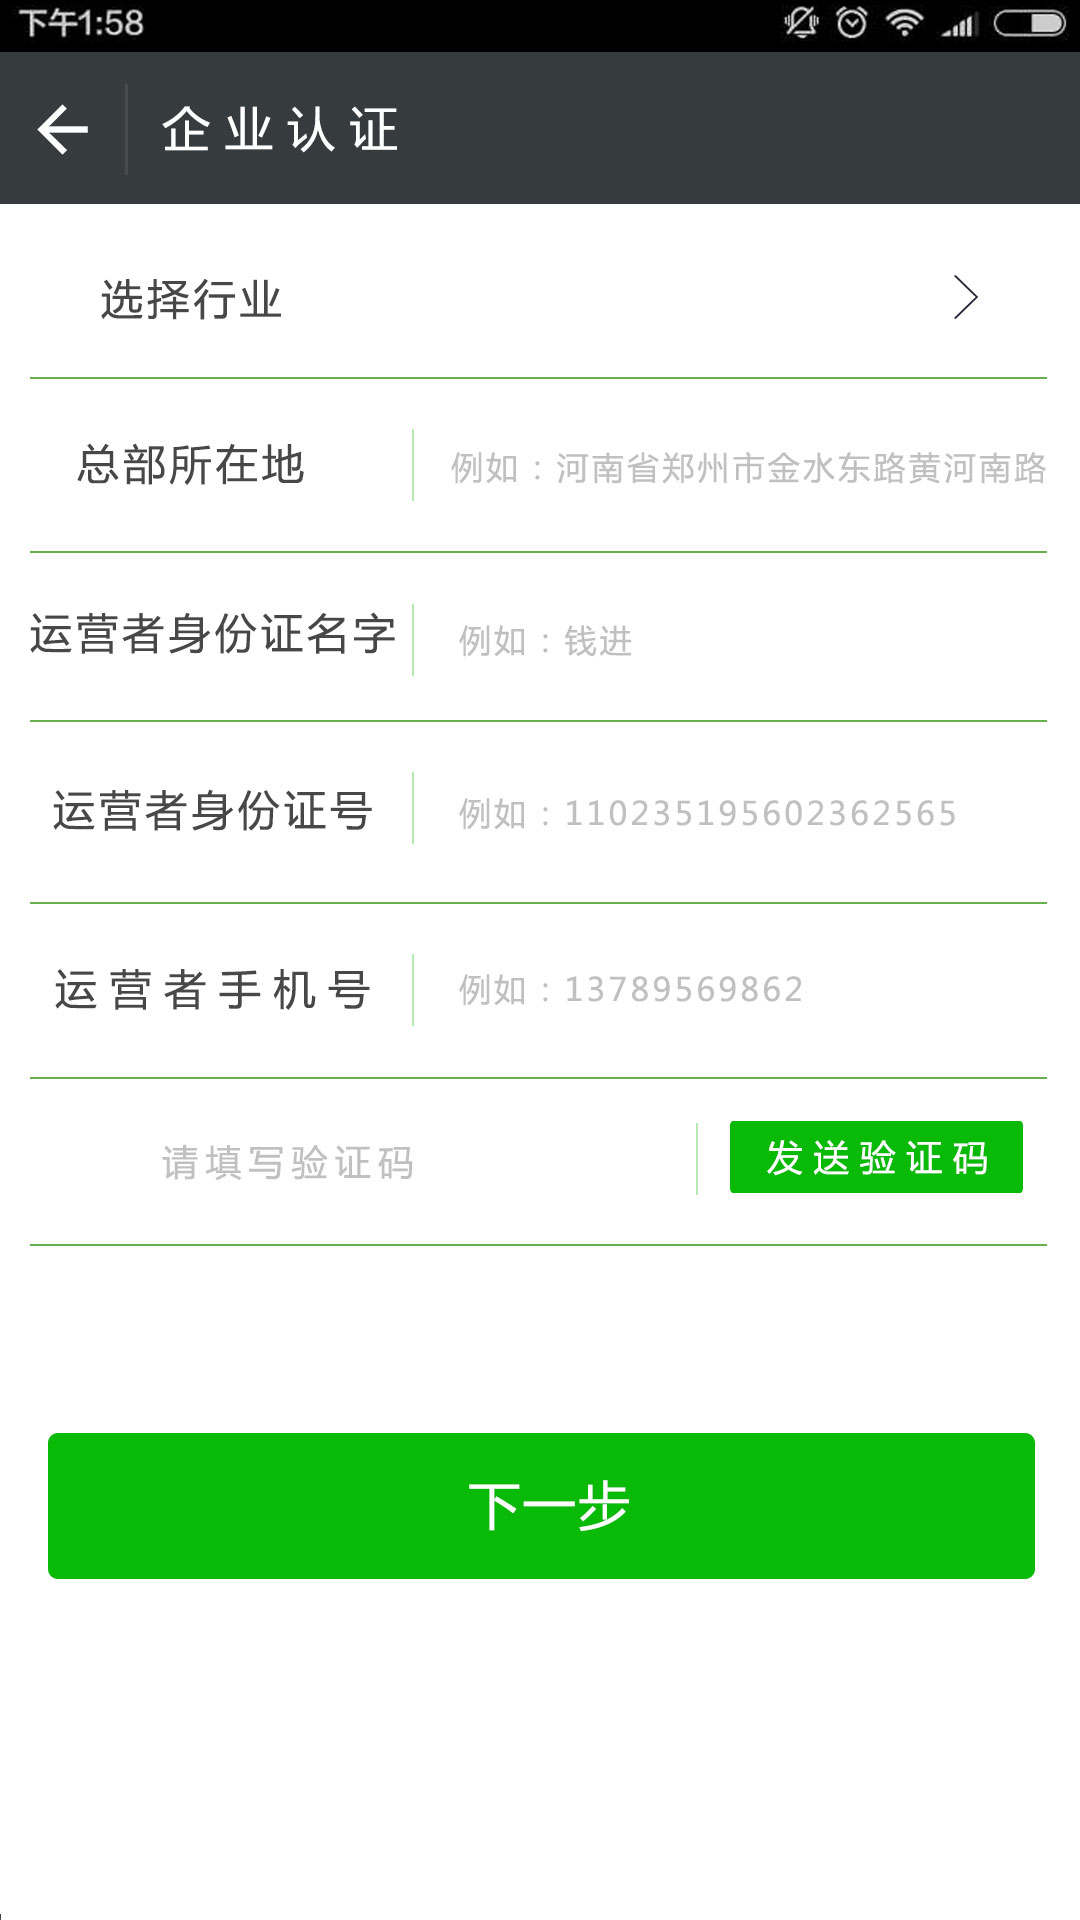 下午1:58
企业认证
选择行业
总部所在地 例如：河南省郑州市金水东路黄河南路
运营者身份证名字 例如：钱进
运营者身份证号 例如：110235195602362565
运营者手机号 例如：13789569862
请填写验证码 发送验证码
下一步